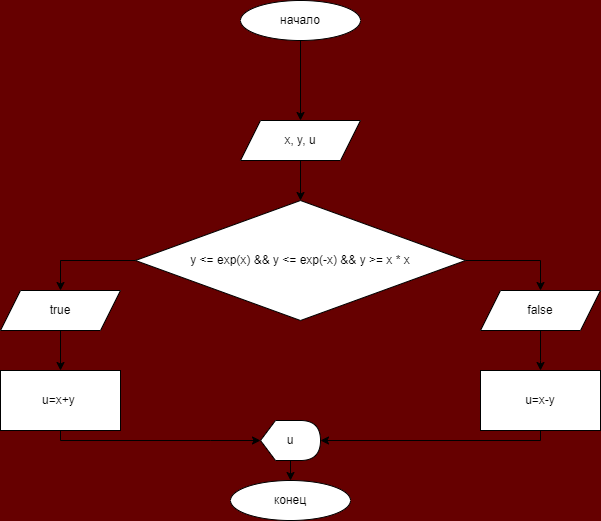 начало
x, y, u
y <= exp(x) && y <= exp(-x) && y >= x * x
true
false
u=x+y
u=x-y
u
конец